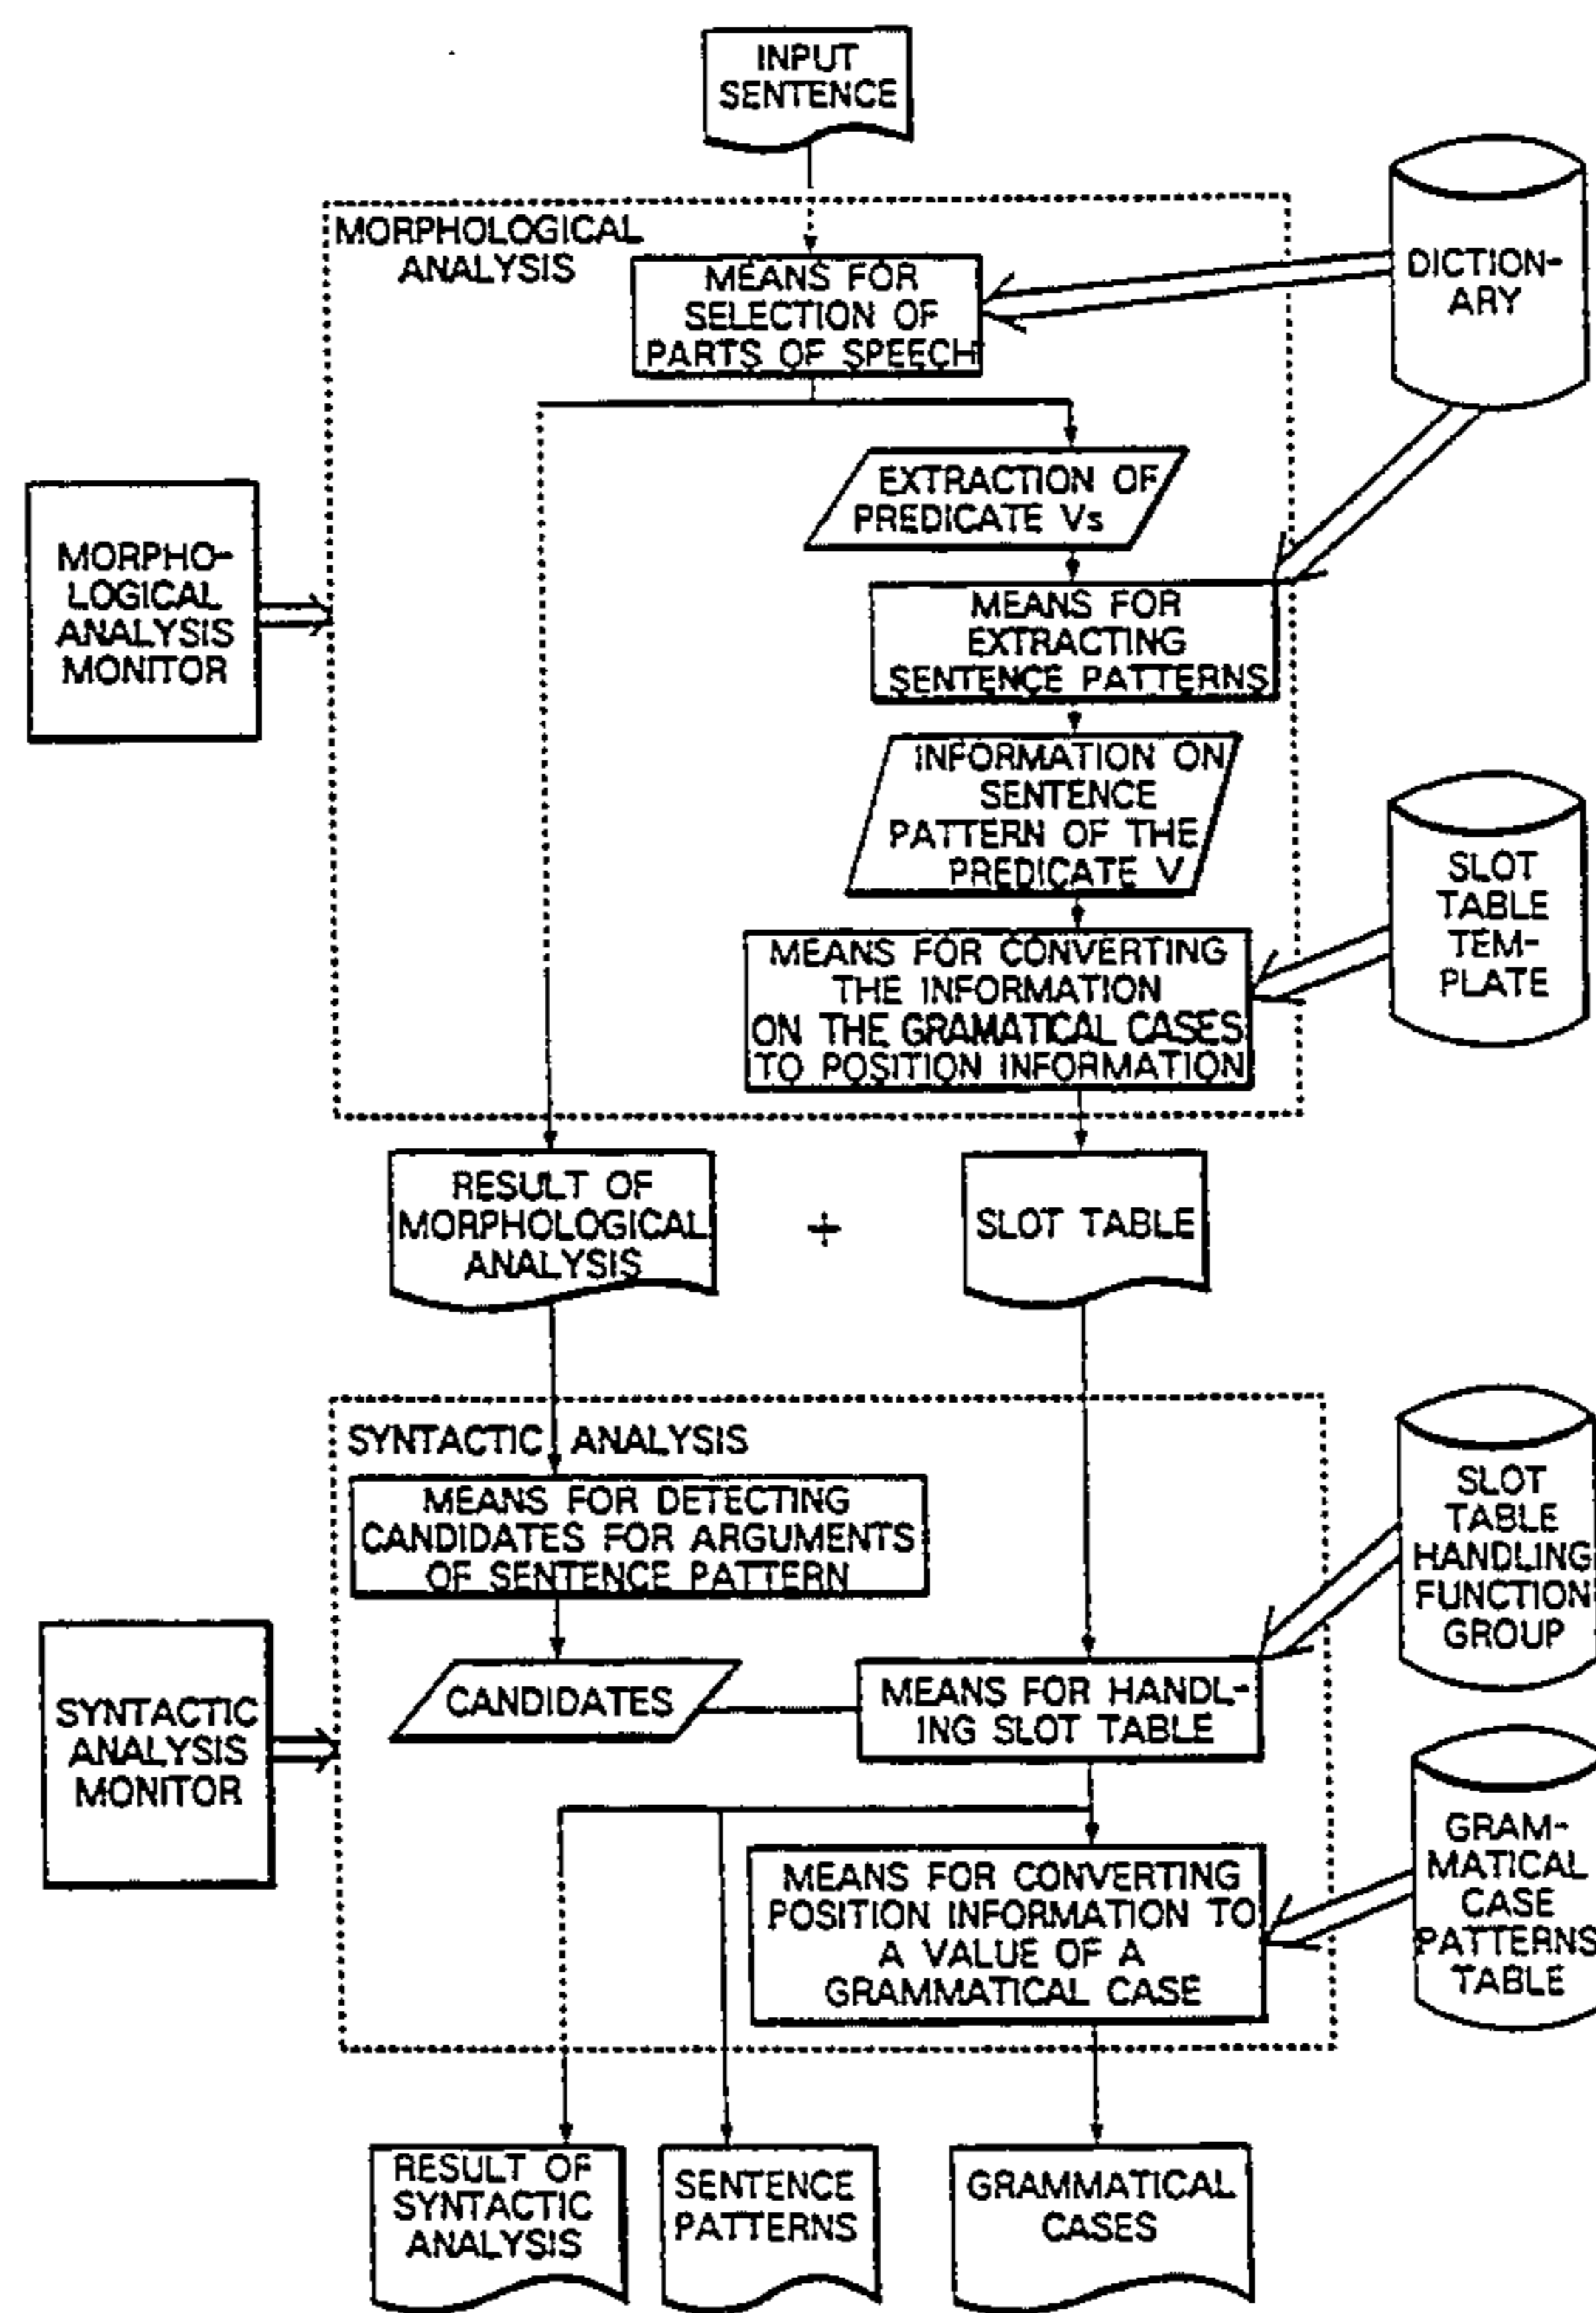 INPUT
SENTENCE
MORPHOLOGICAL
ANALYSIS
MEANS FOR
SELECTION OF
PARTS OF SPEECH
DICTION-
ARY
EXTRACTION OF
PREDICATE Vs
MORPHO-
LOGICAL
ANALYSIS
MONITOR
MEANS FOR
EXTRACTING
SENTENCE PATTERNS
INFORMATION ON
SENTENCE
PATTERN OF THE
PREDICATE V
SLOT
TABLE
TEM-
PLATE
MEANS FOR CONVERTING
THE INFORMATION
ON THE GRAMATICAL CASES
TO POSITION INFORMATION
RESULT OF
MORPHOLOGICAL
ANALYSIS
+
SLOT TABLE
SYNTACTIC ANALYSIS
MEANS FOR DETECTING
CANDIDATES FOR ARGUMENTS
OF SENTENCE PATTERN
SLOT
TABLE
HANDLING
FUNCTION
GROUP
SYNTACTIC
ANALYSIS
MONITOR
CANDIDATES
MEANS FOR HANDL-
ING SLOT TABLE
MEANS FOR CONVERTING
POSITION INFORMATION TO
A VALUE OF A
GRAMMATICAL CASE
GRAM-
MATICAL
CASE
PATTERNS
TABLE
RESULT OF
SYNTACTIC
ANALYSIS
SENTENCE
PATTERNS
GRAMMATICAL
CASES